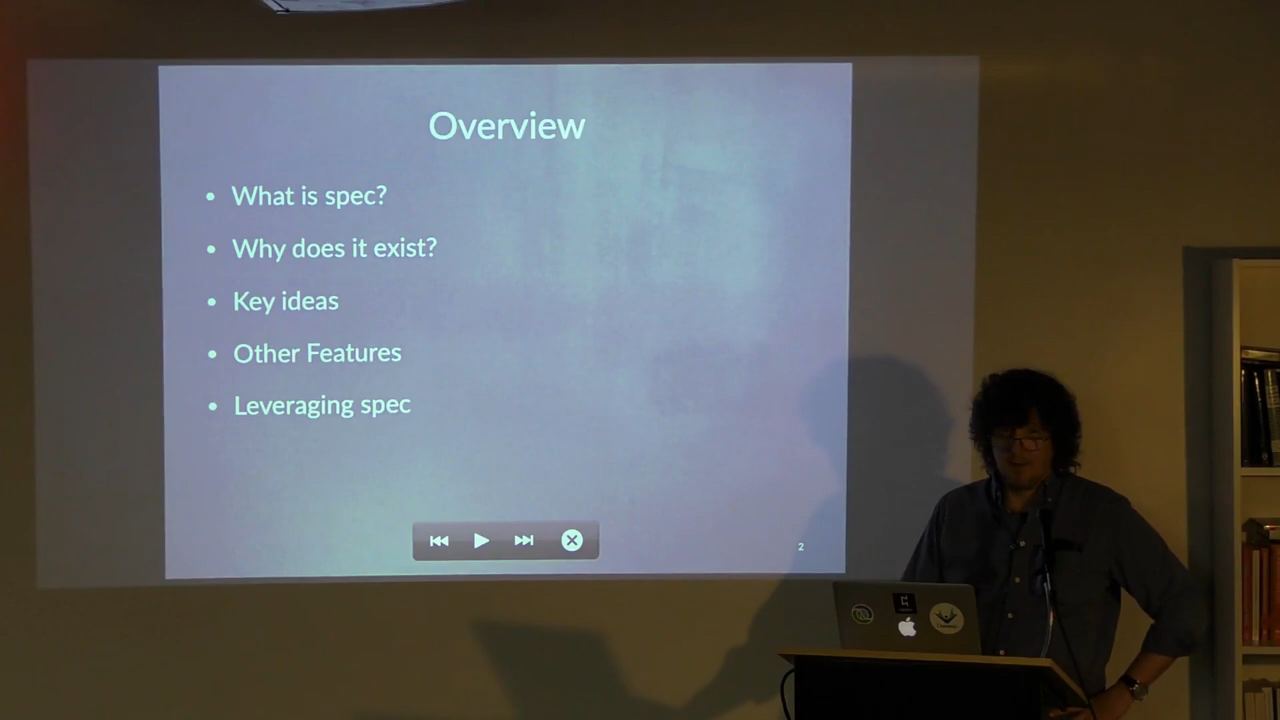 Overview
• What is spec?
• Why does it exist?
• Key ideas
• Other Features
• Leveraging spec
2